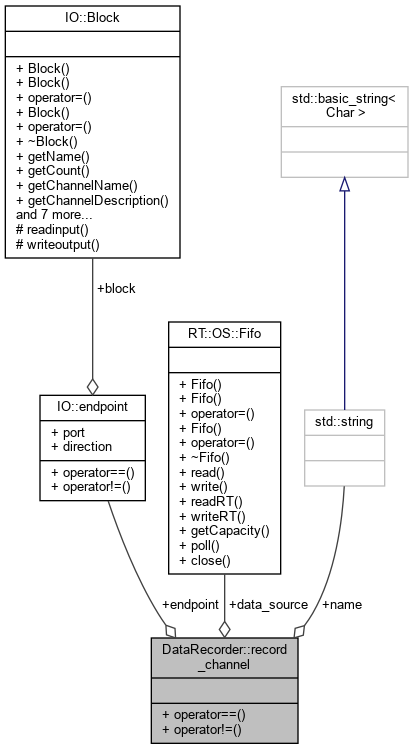 IO::Block
+ Block()
+ Block()
+ operator=()
+ Block()
+ operator=()
+ ~Block()
+ getName()
+ getCount()
+ getChannelName()
+ getChannelDescription()
and 7 more...
# readinput()
# writeoutput()
std::basic_string<
Char >
+block
RT::OS::Fifo
+ Fifo()
+ Fifo()
+ operator=()
+ Fifo()
+ operator=()
+ ~Fifo()
+ read()
+ write()
+ readRT()
+ writeRT()
+ getCapacity()
+ poll()
+ close()
IO::endpoint
+ port
+ direction
+ operator==()
+ operator!=()
std::string
+endpoint
+data_source
+name
DataRecorder::record
_channel
+ operator==()
+ operator!=()